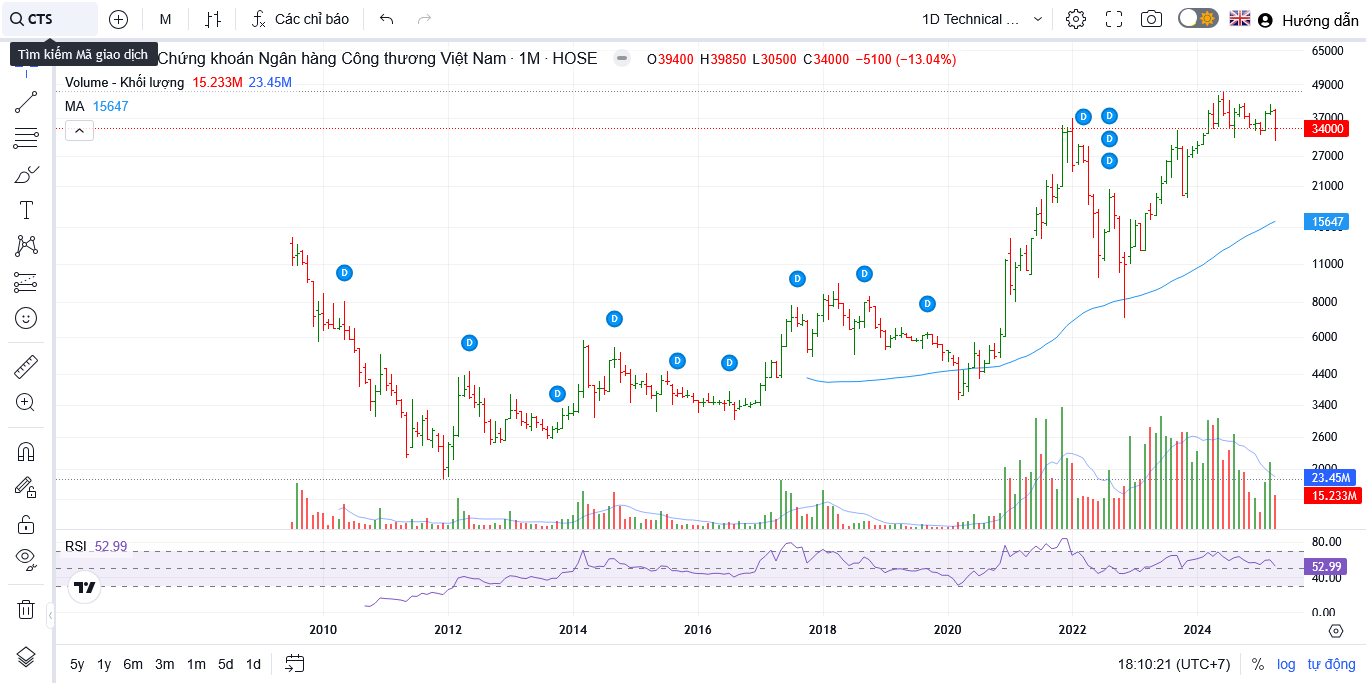 CTS M Các chỉ báo 1D Technical ... Hướng dẫn
Tìm kiếm Mã giao dịch
Chứng khoán Ngân hàng Công thương Việt Nam · 1M · HOSE O39400 H39850 L30500 C34000 −5100 (−13.04%)
Volume - Khối lượng 15.233M 23.45M
MA 15647
65000
49000
37000
34000
27000
21000
15647
11000
8000
6000
4400
3400
2600
2000
23.45M
15.233M
D
D
D
D
D
D
D
D
D
D
D
D
D
RSI 52.99
80.00
52.99
40.00
0.00
2010 2012 2014 2016 2018 2020 2022 2024
5y 1y 6m 3m 1m 5d 1d 18:10:21 (UTC+7) % log tự động